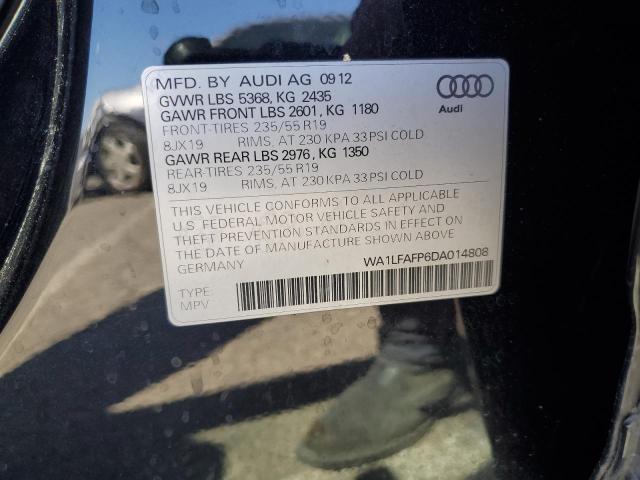 MFD. BY AUDI AG 09 12
GVWR LBS 5368, KG 2435
GAWR FRONT LBS 2601, KG 1180
FRONT-TIRES 235/55 R19
8JX19 RIMS, AT 230 KPA 33 PSI COLD
GAWR REAR LBS 2976, KG 1350
REAR-TIRES 235/55 R19
8JX19 RIMS, AT 230 KPA 33 PSI COLD
Audi
THIS VEHICLE CONFORMS TO ALL APPLICABLE
U.S. FEDERAL MOTOR VEHICLE SAFETY AND
THEFT PREVENTION STANDARDS IN EFFECT ON
THE DATE OF MANUFACTURE SHOWN ABOVE
GERMANY
WA1LFAFP6DA014808
TYPE:
MPV